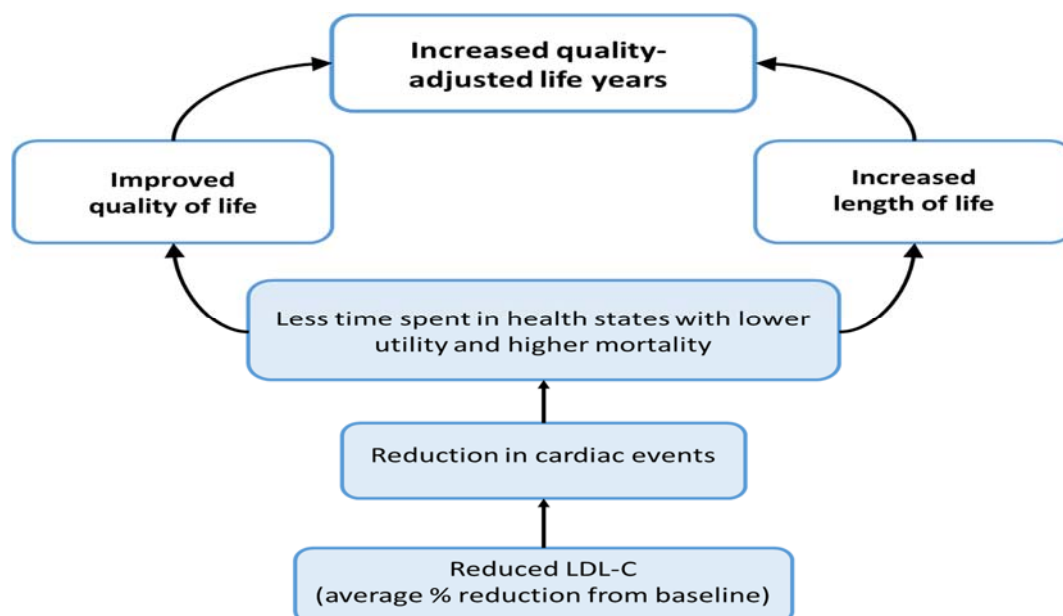 Increased quality-
adjusted life years
Improved
quality of life
Increased
length of life
Less time spent in health states with lower
utility and higher mortality
Reduction in cardiac events
Reduced LDL-C
(average % reduction from baseline)